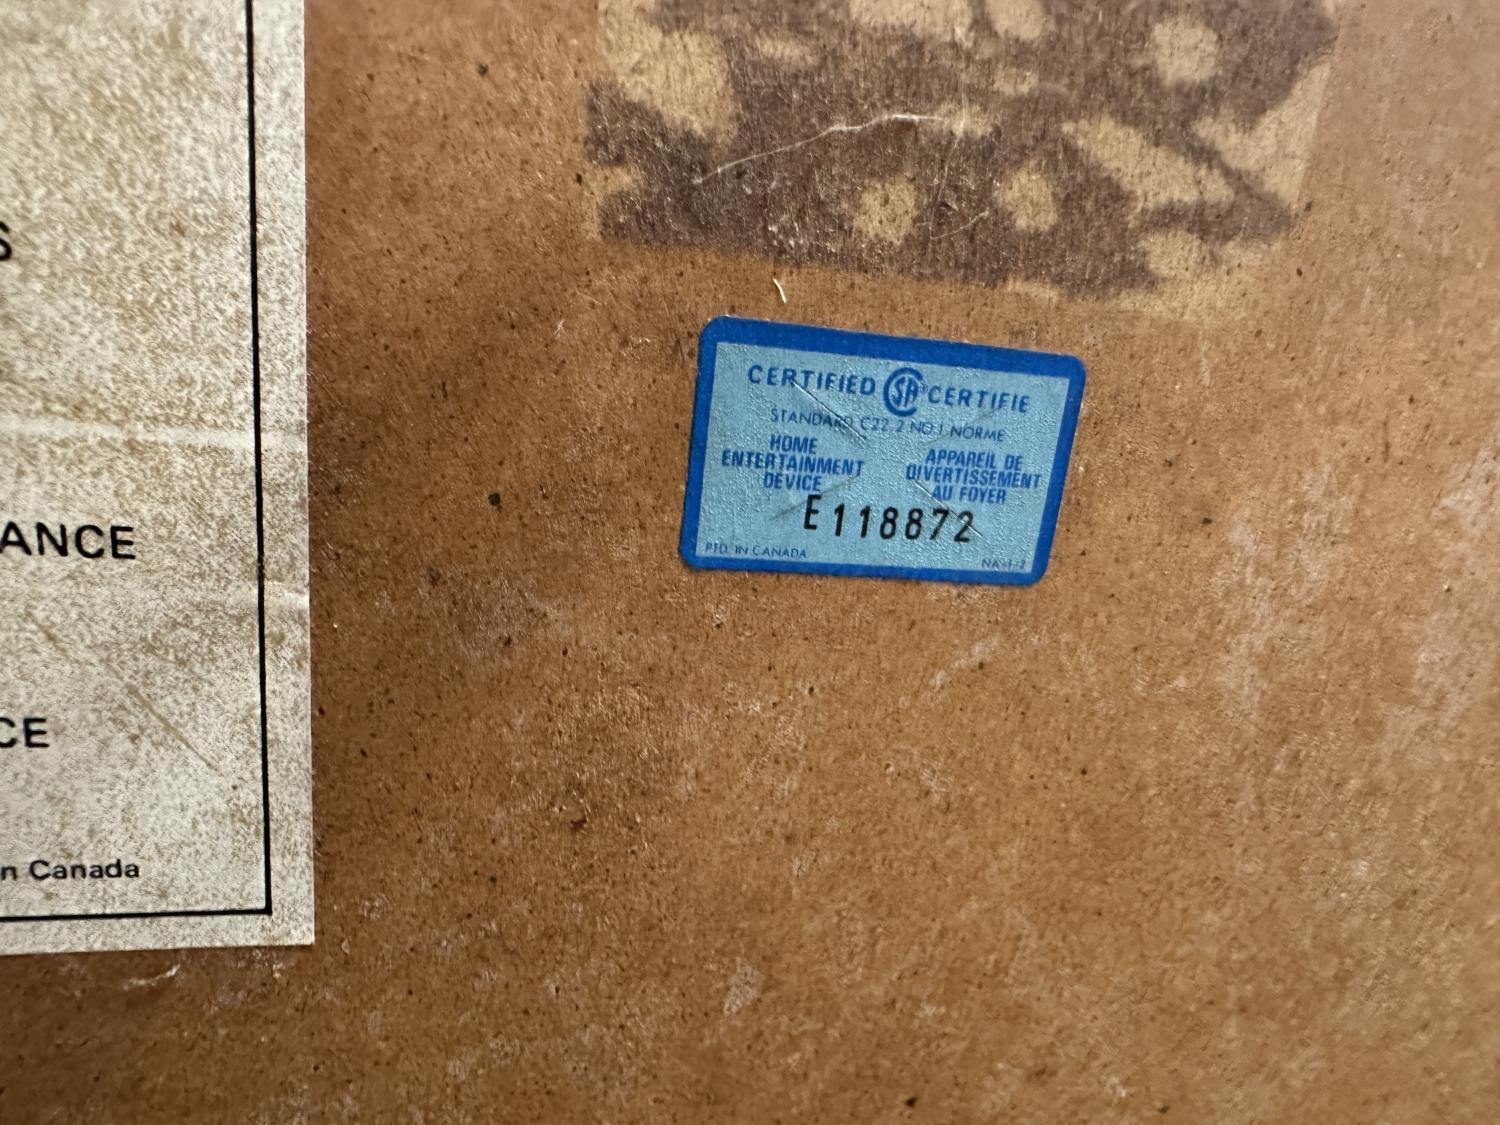 S
ANCE
CE
n Canada
CERTIFIED SA CERTIFIE
STANDARD C22.2 NO.1 NORME
HOME
ENTERTAINMENT
DEVICE
APPAREIL DE
DIVERTISSEMENT
AU FOYER
E118872
PTD. IN CANADA